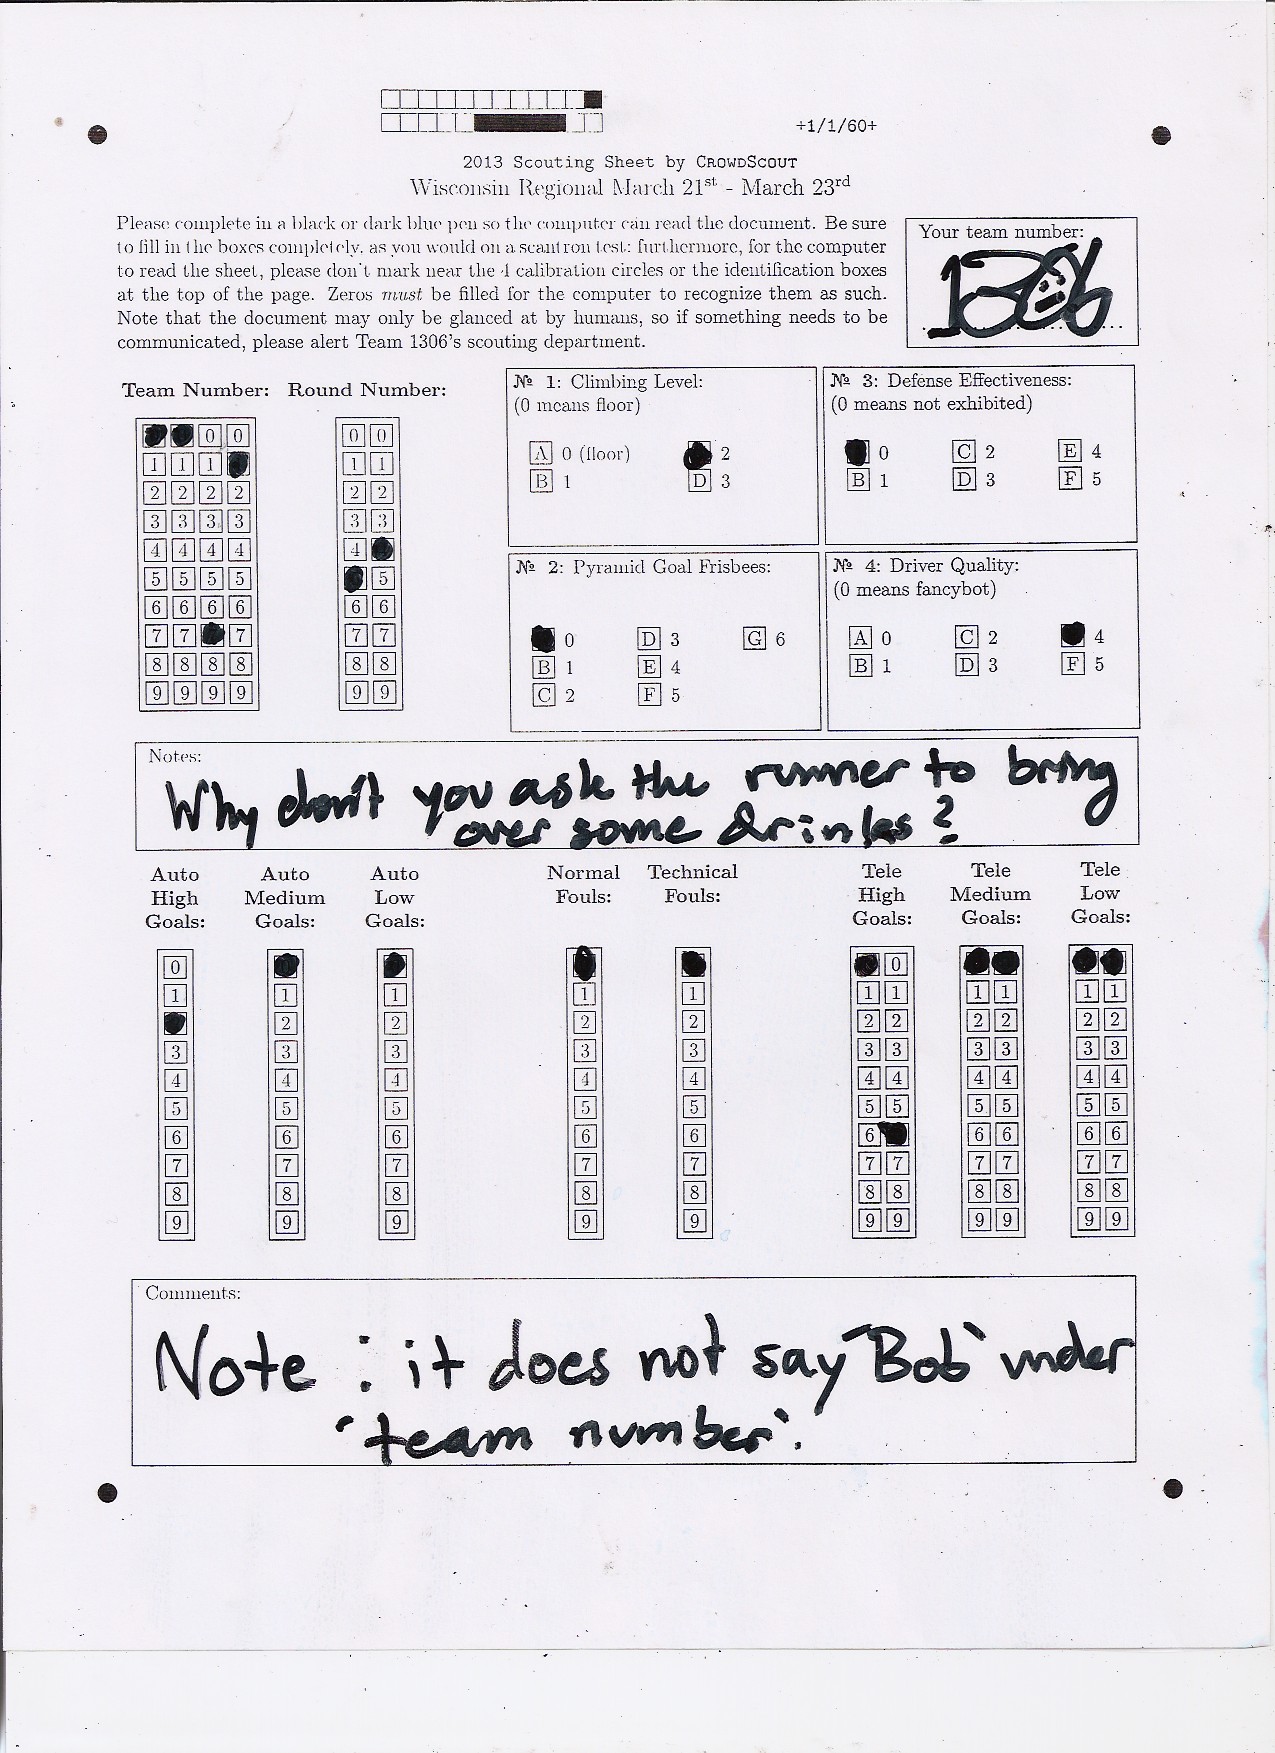 +1/1/60+
2013 Scouting Sheet by CROWDSCOUT
Wisconsin Regional March 21st - March 23rd
Please complete in a black or dark blue pen so the computer can read the document. Be sure
to fill in the boxes completely, as you would on a scantron test; furthermore, for the computer
to read the sheet, please don't mark near the 4 calibration circles or the identification boxes
at the top of the page. Zeros must be filled for the computer to recognize them as such.
Note that the document may only be glanced at by humans, so if something needs to be
communicated, please alert Team 1306's scouting department.
Your team number:
1306
Team Number: Round Number:
0 0 0 0
1 1 1 1 1
2 2 2 2 2 2
3 3 3 3 3 3
4 4 4 4 4
5 5 5 5 5
6 6 6 6 6 6
7 7 7 7 7
8 8 8 8 8 8
9 9 9 9 9 9
№ 1: Climbing Level:
(0 means floor)
A 0 (floor) 2
B 1 D 3
№ 3: Defense Effectiveness:
(0 means not exhibited)
0 C 2 E 4
B 1 D 3 F 5
№ 2: Pyramid Goal Frisbees:
0 D 3 G 6
B 1 E 4
C 2 F 5
№ 4: Driver Quality:
(0 means fancybot)
A 0 C 2 4
B 1 D 3 F 5
Notes:
Why don't you ask the runner to bring
over some drinks?
Auto High Goals:
Auto Medium Goals:
Auto Low Goals:
Normal Fouls:
Technical Fouls:
Tele High Goals:
Tele Medium Goals:
Tele Low Goals:
0 0
1 1 1 1 1 1 1 1 1 1 1
2 2 2 2 2 2 2 2 2 2
3 3 3 3 3 3 3 3 3 3 3
4 4 4 4 4 4 4 4 4 4 4
5 5 5 5 5 5 5 5 5 5 5
6 6 6 6 6 6 6 6 6 6
7 7 7 7 7 7 7 7 7 7 7
8 8 8 8 8 8 8 8 8 8 8
9 9 9 9 9 9 9 9 9 9 9
Comments:
Note: it does not say "Bob" under
'team number'.